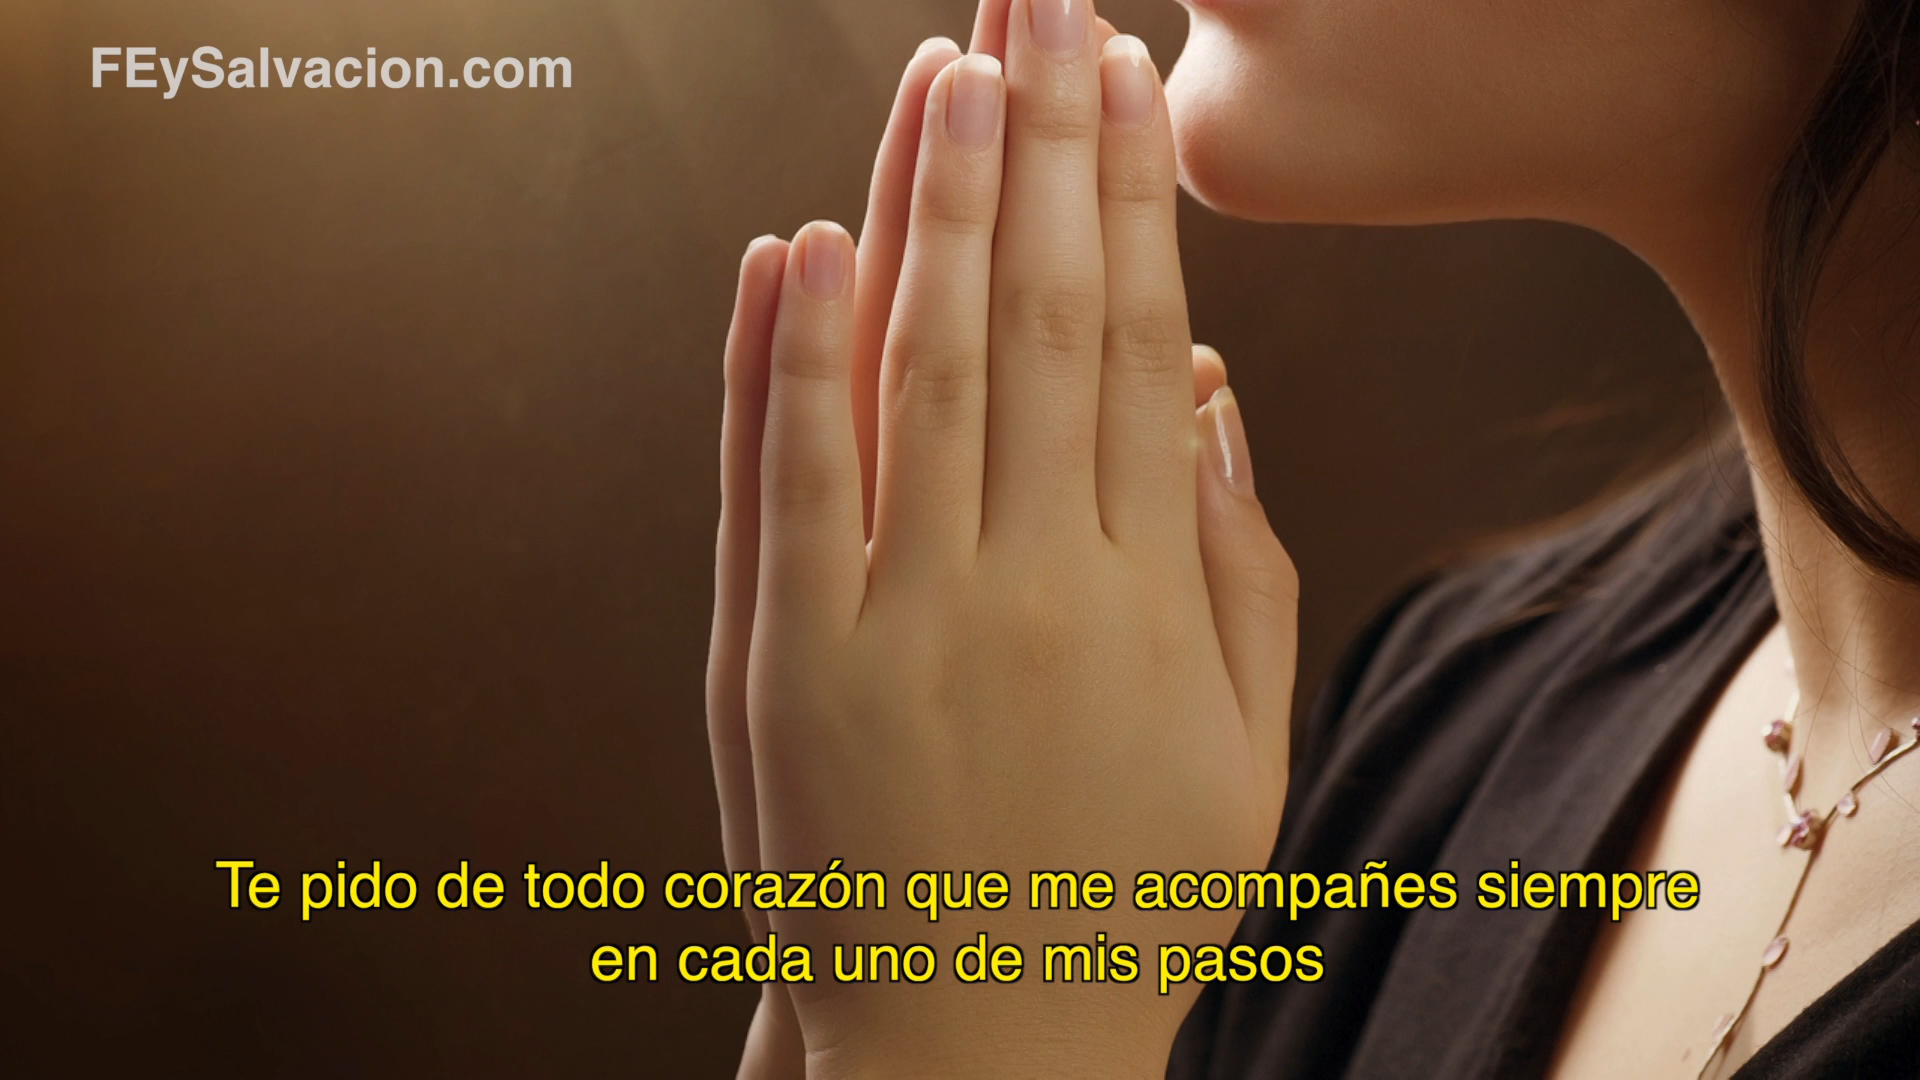 FEySalvacion.com
Te pido de todo corazón que me acompañes siempre
en cada uno de mis pasos